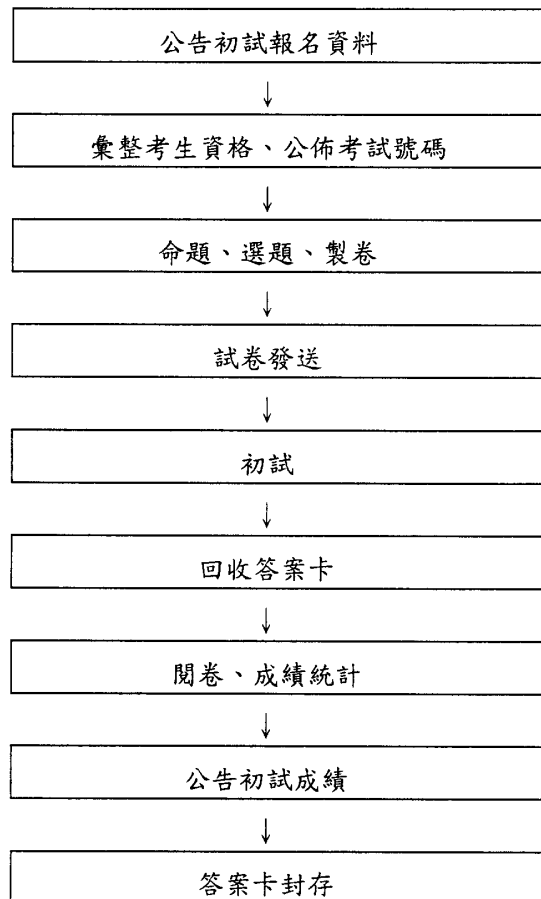 公告初試報名資料
↓
彙整考生資格、公佈考試號碼
↓
命題、選題、製卷
↓
試卷發送
↓
初試
↓
回收答案卡
↓
閱卷、成績統計
↓
公告初試成績
↓
答案卡封存